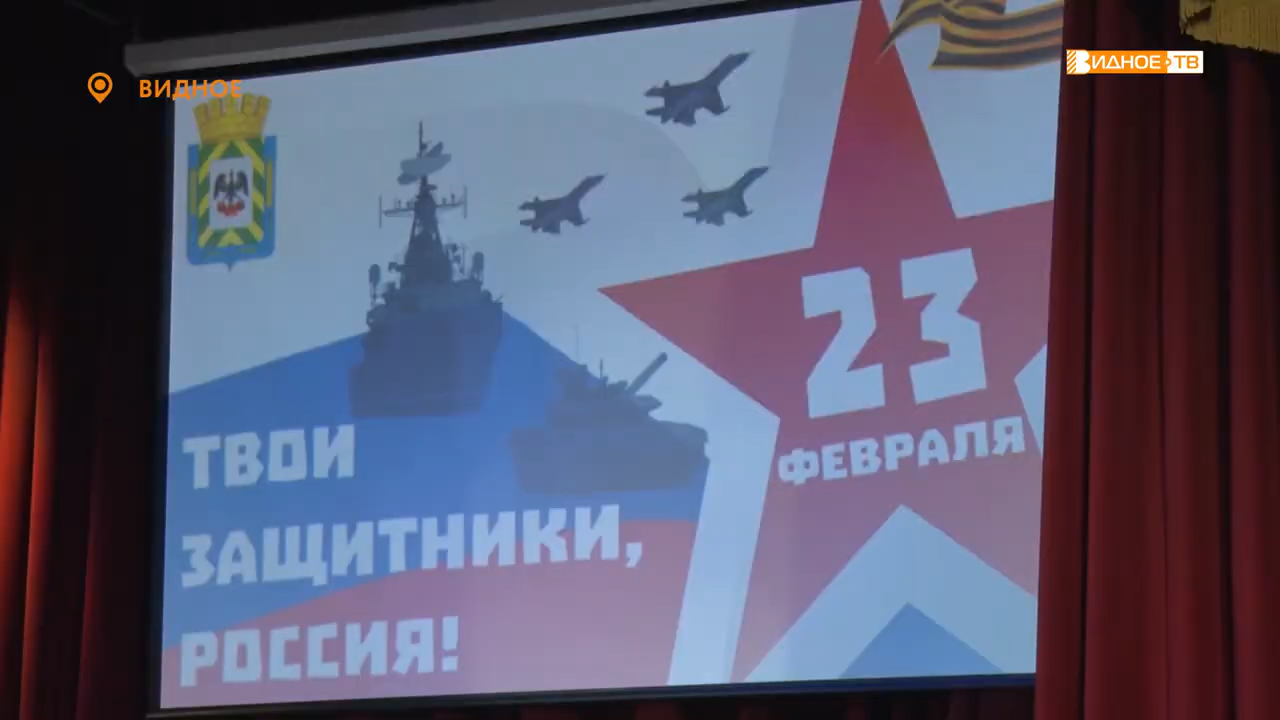 ВИДНОЕ
ВИДНОЕ ТВ
23
ФЕВРАЛЯ
ТВОИ
ЗАЩИТНИКИ,
РОССИЯ!